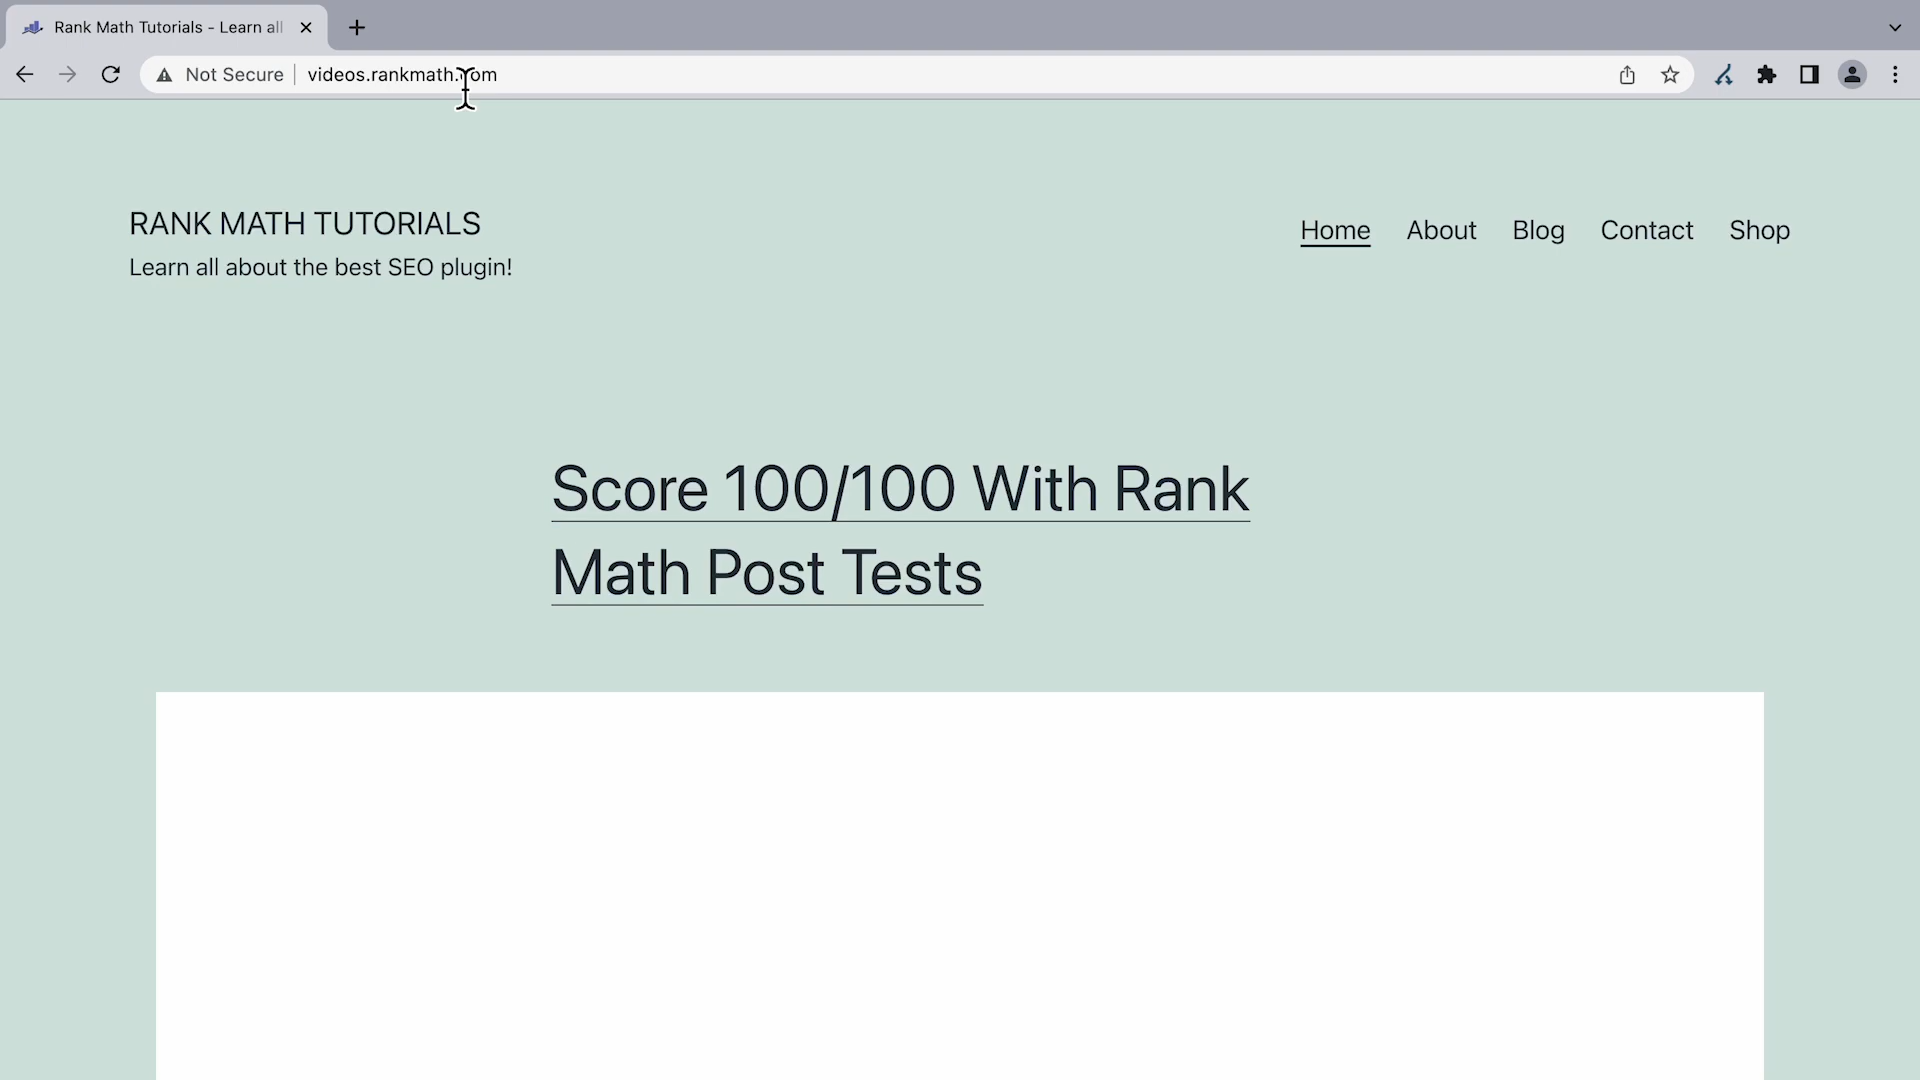 Rank Math Tutorials - Learn all
Not Secure
videos.rankmath.com
RANK MATH TUTORIALS
Learn all about the best SEO plugin!
Home About Blog Contact Shop
Score 100/100 With Rank
Math Post Tests